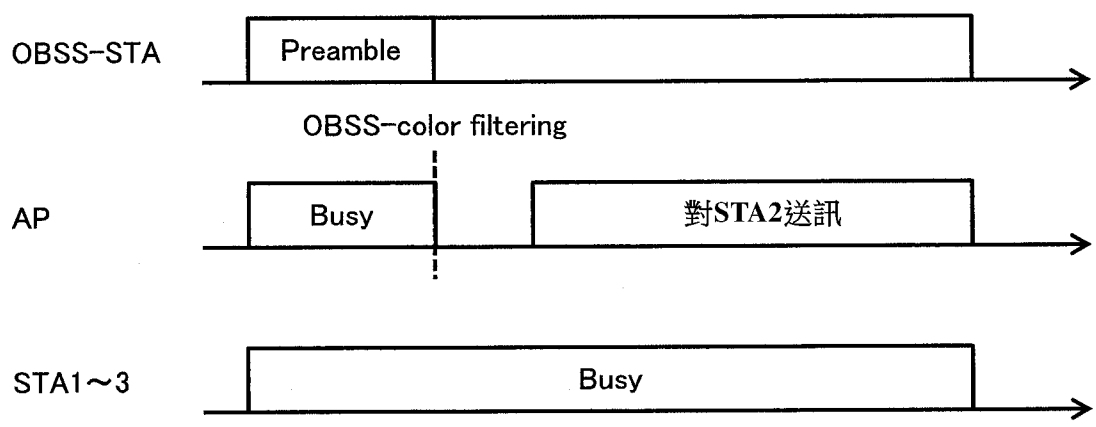 OBSS-STA
Preamble
OBSS-color filtering
AP
Busy
對STA2送訊
STA1～3
Busy